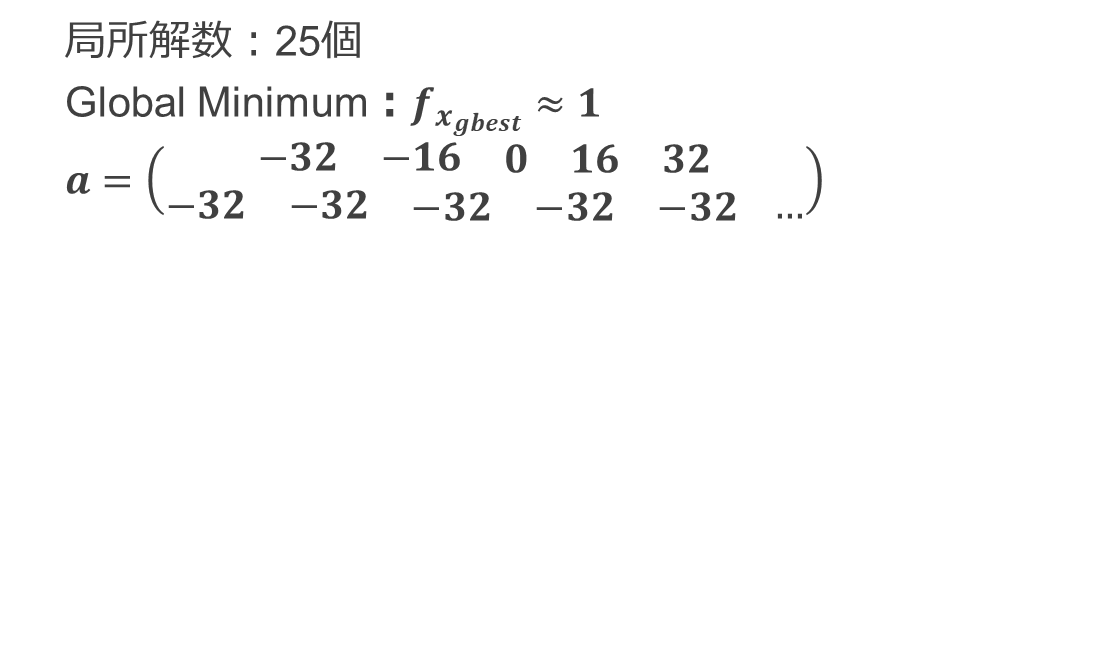 局所解数：25個
Global Minimum：f_{x_{gbest}} ≈ 1
a = ( −32 −16 0 16 32
−32 −32 −32 −32 −32 … )